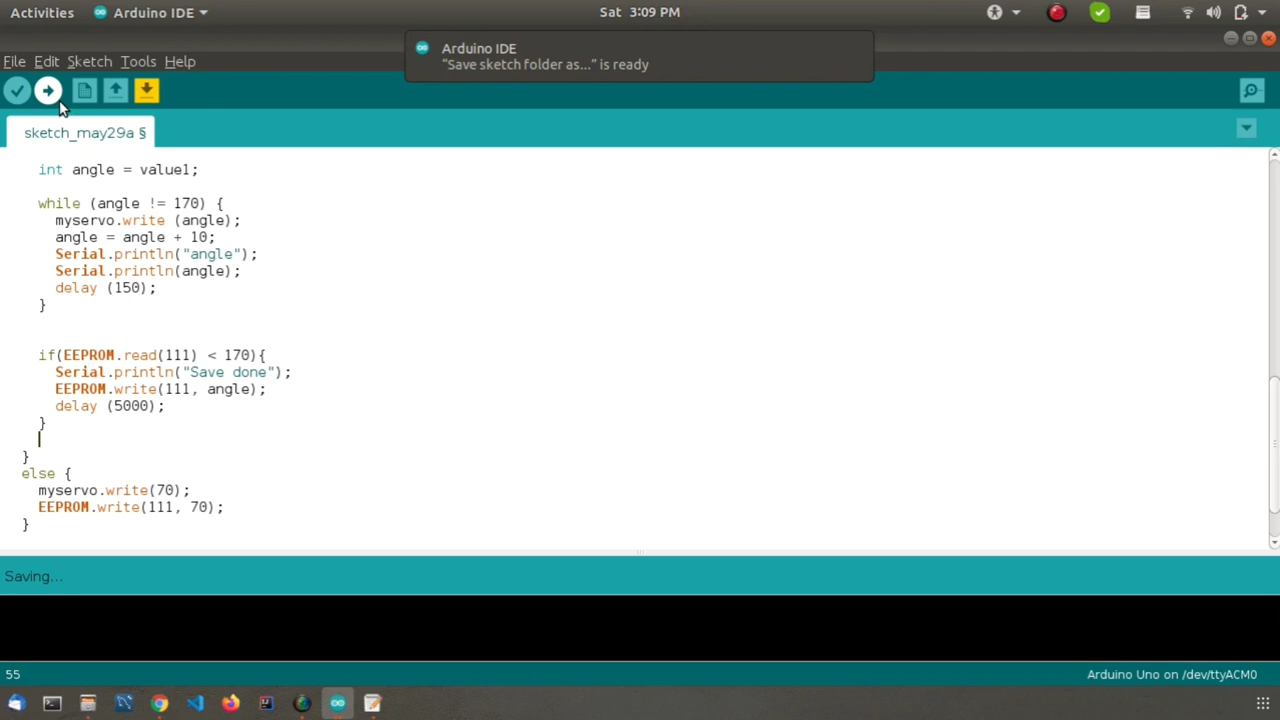 Activities
Arduino IDE
Sat 3:09 PM
Arduino IDE
"Save sketch folder as..." is ready
File Edit Sketch Tools Help
sketch_may29a §
int angle = value1;
while (angle != 170) {
myservo.write (angle);
angle = angle + 10;
Serial.println("angle");
Serial.println(angle);
delay (150);
}
if(EEPROM.read(111) < 170){
Serial.println("Save done");
EEPROM.write(111, angle);
delay (5000);
}
}
else {
myservo.write(70);
EEPROM.write(111, 70);
}
Saving...
55
Arduino Uno on /dev/ttyACM0